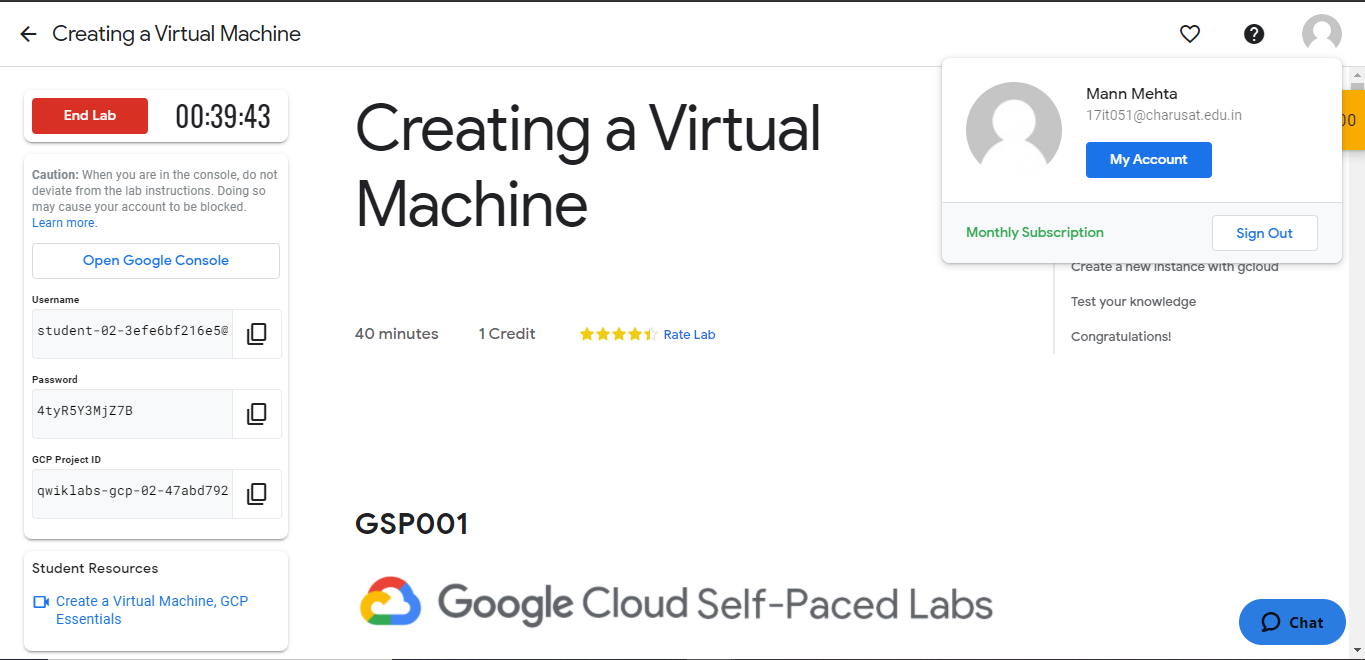 Creating a Virtual Machine
End Lab
00:39:43
Caution: When you are in the console, do not
deviate from the lab instructions. Doing so
may cause your account to be blocked.
Learn more.
Open Google Console
Username
student-02-3efe6bf216e5@
Password
4tyR5Y3MjZ7B
GCP Project ID
qwiklabs-gcp-02-47abd792
Student Resources
Create a Virtual Machine, GCP
Essentials
Creating a Virtual
Machine
40 minutes
1 Credit
Rate Lab
GSP001
Google Cloud Self-Paced Labs
Mann Mehta
17it051@charusat.edu.in
My Account
Monthly Subscription
Sign Out
Create a new instance with gcloud
Test your knowledge
Congratulations!
Chat